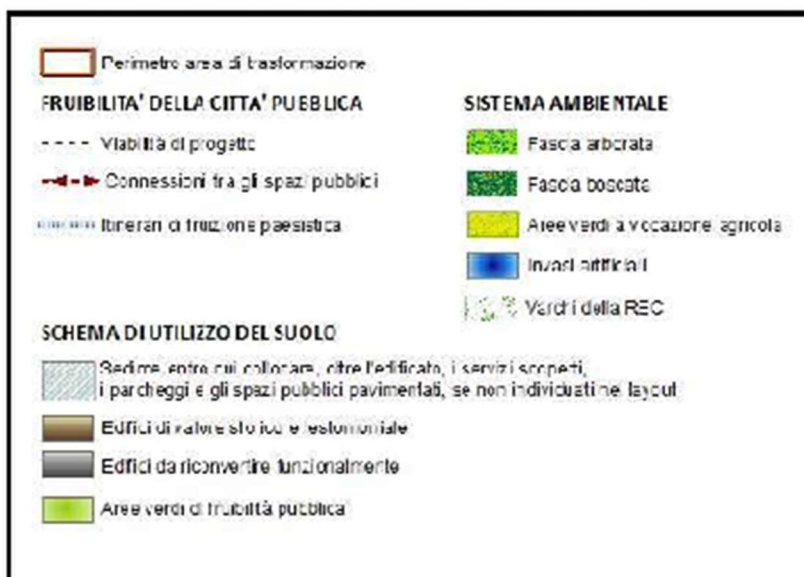 Perimetro area di trasformazione
FRUIBILITA' DELLA CITTA' PUBBLICA
Viabilità di progetto
Connessioni fra gli spazi pubblici
Itinerari di fruizione paesistica
SISTEMA AMBIENTALE
Fascia arborata
Fascia boscata
Aree verdi a vocazione agricola
Invasi artificiali
Varchi della REC
SCHEMA DI UTILIZZO DEL SUOLO
Sedime, entro cui collocare, oltre l'edificato, i servizi scoperti,
i parcheggi e gli spazi pubblici pavimentati, se non individuati nel layout
Edifici di valore storico e testomoniale
Edifici da riconvertire funzionalmente
Aree verdi di fruibilità pubblica